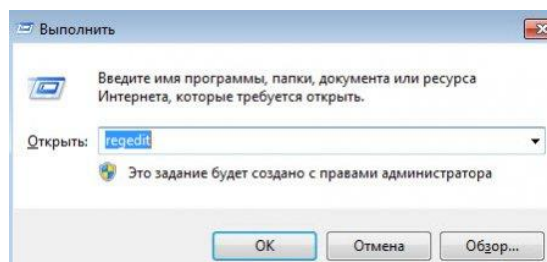 Выполнить
Введите имя программы, папки, документа или ресурса
Интернета, которые требуется открыть.
Открыть: regedit
Это задание будет создано с правами администратора
OK Отмена Обзор...